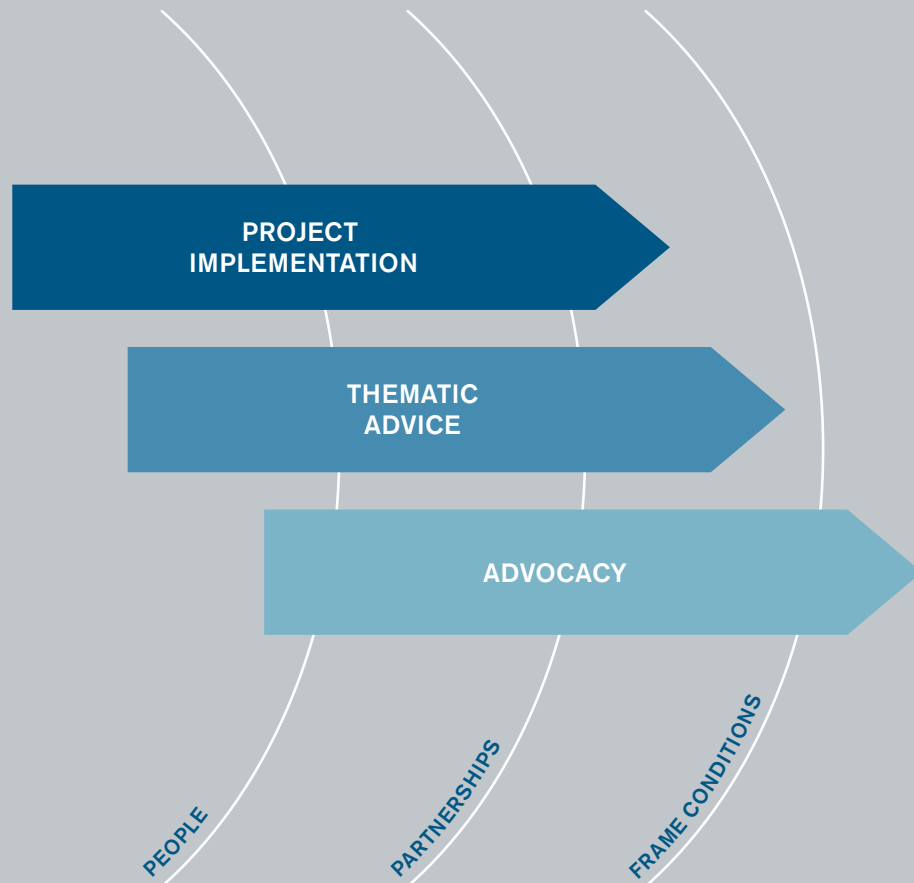 PROJECT
IMPLEMENTATION
THEMATIC
ADVICE
ADVOCACY
PEOPLE
PARTNERSHIPS
FRAME CONDITIONS